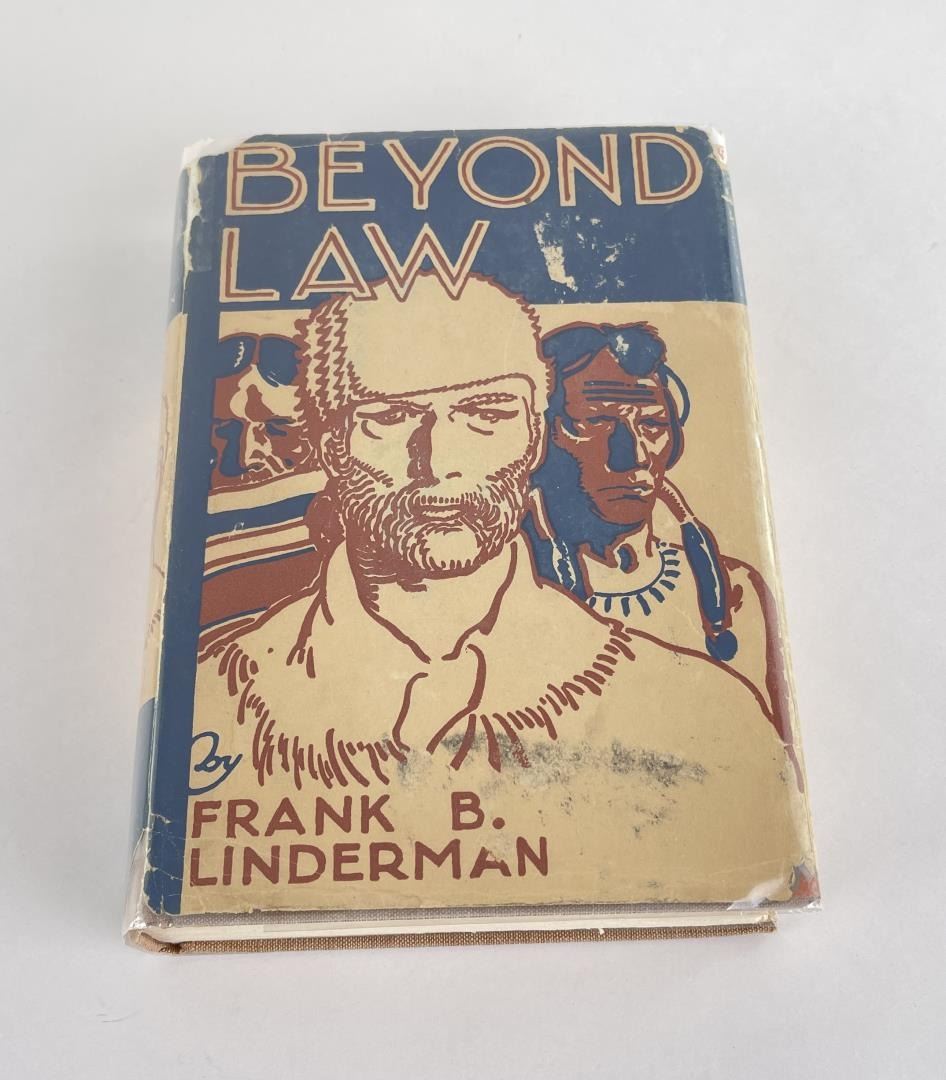 BEYOND
LAW
by
FRANK B.
LINDERMAN